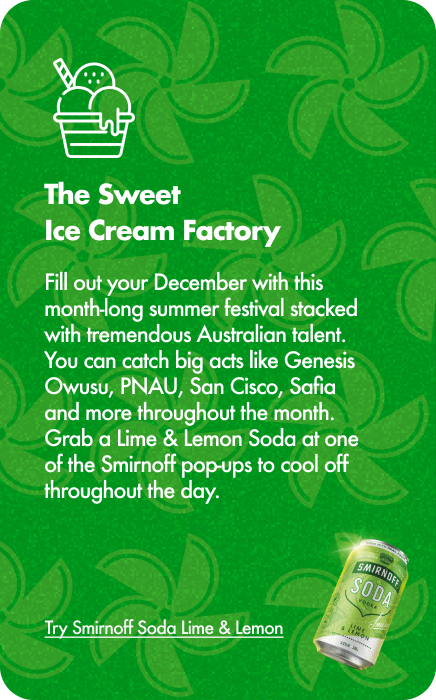 The Sweet
Ice Cream Factory
Fill out your December with this
month-long summer festival stacked
with tremendous Australian talent.
You can catch big acts like Genesis
Owusu, PNAU, San Cisco, Safia
and more throughout the month.
Grab a Lime & Lemon Soda at one
of the Smirnoff pop-ups to cool off
throughout the day.
SMIRNOFF
SODA
VODKA
LIME
& LEMON
Try Smirnoff Soda Lime & Lemon